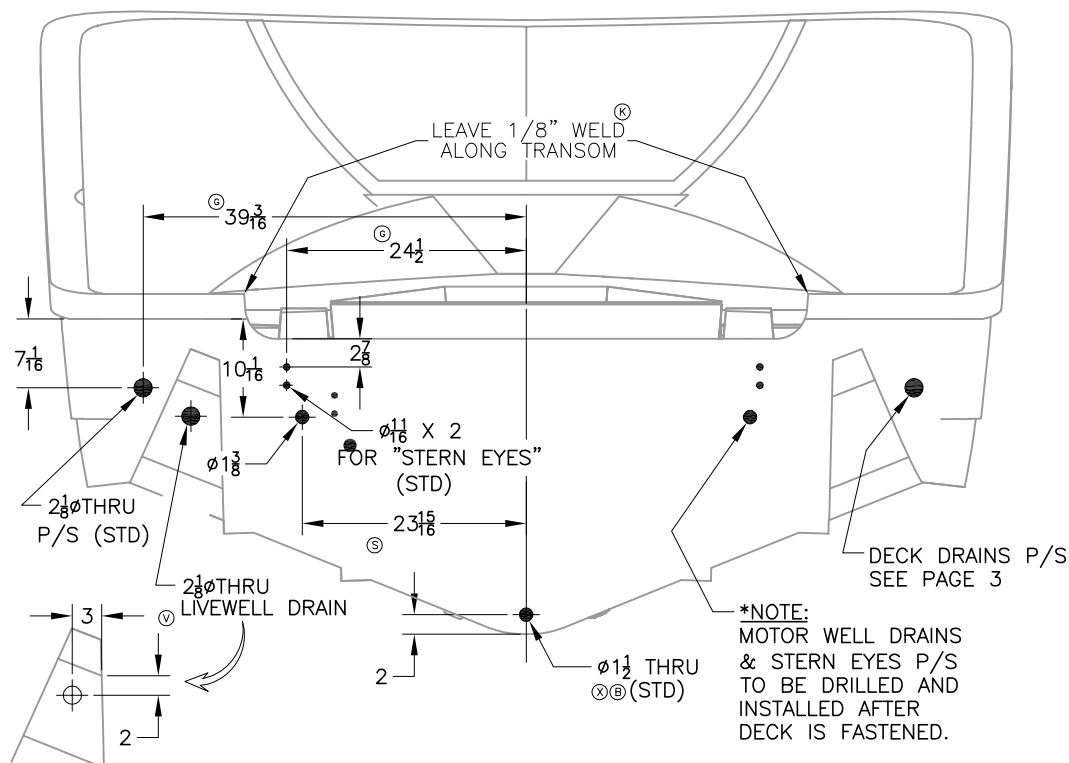 K
LEAVE 1/8” WELD
ALONG TRANSOM
G
39 3/16
G
24 1/2
7 1/16
10 1/16
2 7/8
ø 11/16 X 2
FOR "STERN EYES"
(STD)
ø1 3/8
2 1/8øTHRU
P/S (STD)
23 15/16
S
DECK DRAINS P/S
SEE PAGE 3
2 1/8øTHRU
LIVEWELL DRAIN
3
V
2
2
ø1 1/2 THRU
X B (STD)
*NOTE:
MOTOR WELL DRAINS
& STERN EYES P/S
TO BE DRILLED AND
INSTALLED AFTER
DECK IS FASTENED.